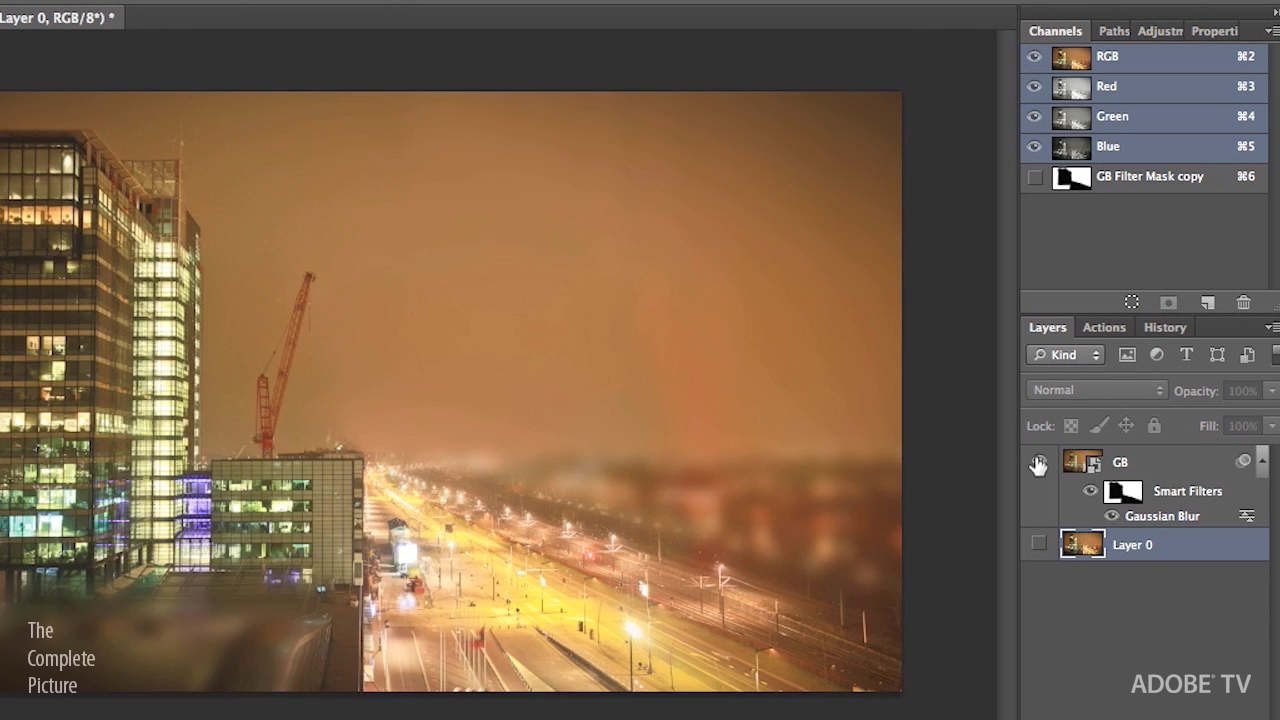 Layer 0, RGB/8*) *
Channels Paths Adjustm Properti
RGB ⌘2
Red ⌘3
Green ⌘4
Blue ⌘5
GB Filter Mask copy ⌘6
Layers Actions History
Kind
Normal Opacity: 100%
Lock: Fill: 100%
GB
Smart Filters
Gaussian Blur
Layer 0
The
Complete
Picture
ADOBE® TV